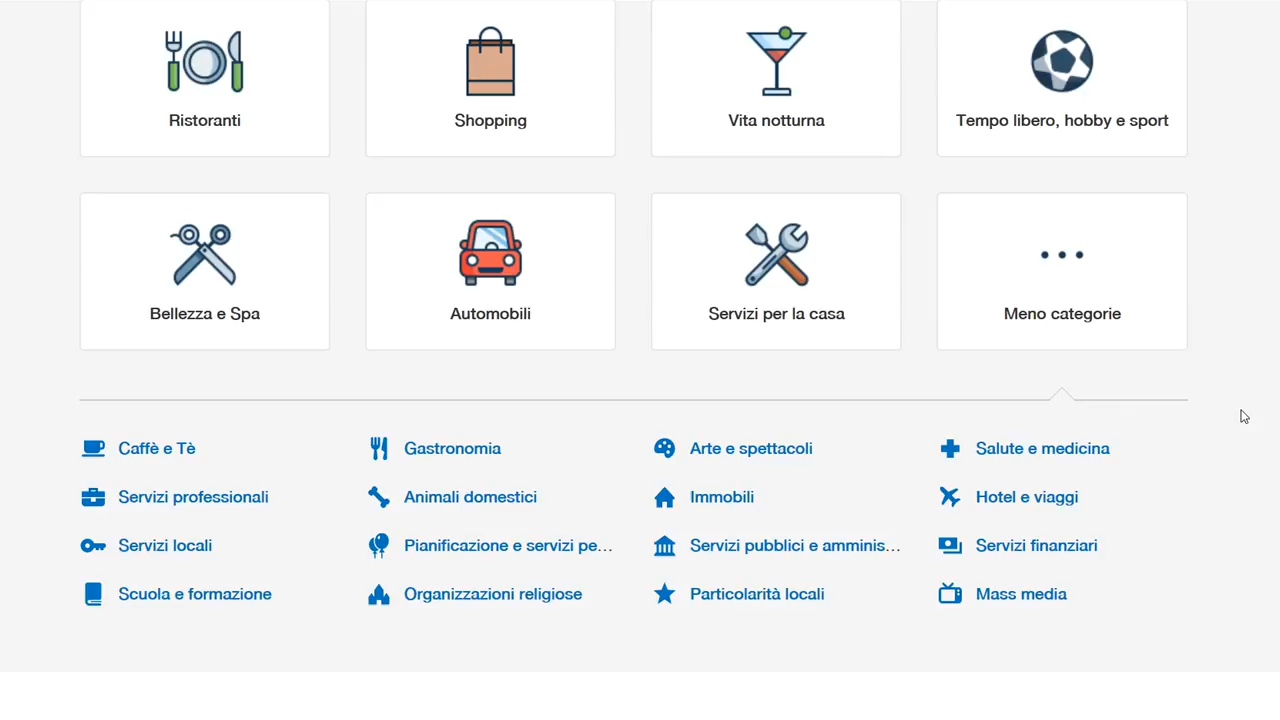 Ristoranti
Shopping
Vita notturna
Tempo libero, hobby e sport
Bellezza e Spa
Automobili
Servizi per la casa
Meno categorie
Caffè e Tè
Gastronomia
Arte e spettacoli
Salute e medicina
Servizi professionali
Animali domestici
Immobili
Hotel e viaggi
Servizi locali
Pianificazione e servizi pe...
Servizi pubblici e amminis...
Servizi finanziari
Scuola e formazione
Organizzazioni religiose
Particolarità locali
Mass media